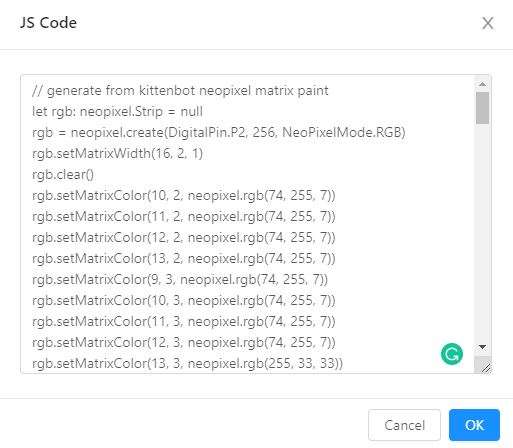 JS Code
// generate from kittenbot neopixel matrix paint
let rgb: neopixel.Strip = null
rgb = neopixel.create(DigitalPin.P2, 256, NeoPixelMode.RGB)
rgb.setMatrixWidth(16, 2, 1)
rgb.clear()
rgb.setMatrixColor(10, 2, neopixel.rgb(74, 255, 7))
rgb.setMatrixColor(11, 2, neopixel.rgb(74, 255, 7))
rgb.setMatrixColor(12, 2, neopixel.rgb(74, 255, 7))
rgb.setMatrixColor(13, 2, neopixel.rgb(74, 255, 7))
rgb.setMatrixColor(9, 3, neopixel.rgb(74, 255, 7))
rgb.setMatrixColor(10, 3, neopixel.rgb(74, 255, 7))
rgb.setMatrixColor(11, 3, neopixel.rgb(74, 255, 7))
rgb.setMatrixColor(12, 3, neopixel.rgb(74, 255, 7))
rgb.setMatrixColor(13, 3, neopixel.rgb(255, 33, 33))
Cancel
OK